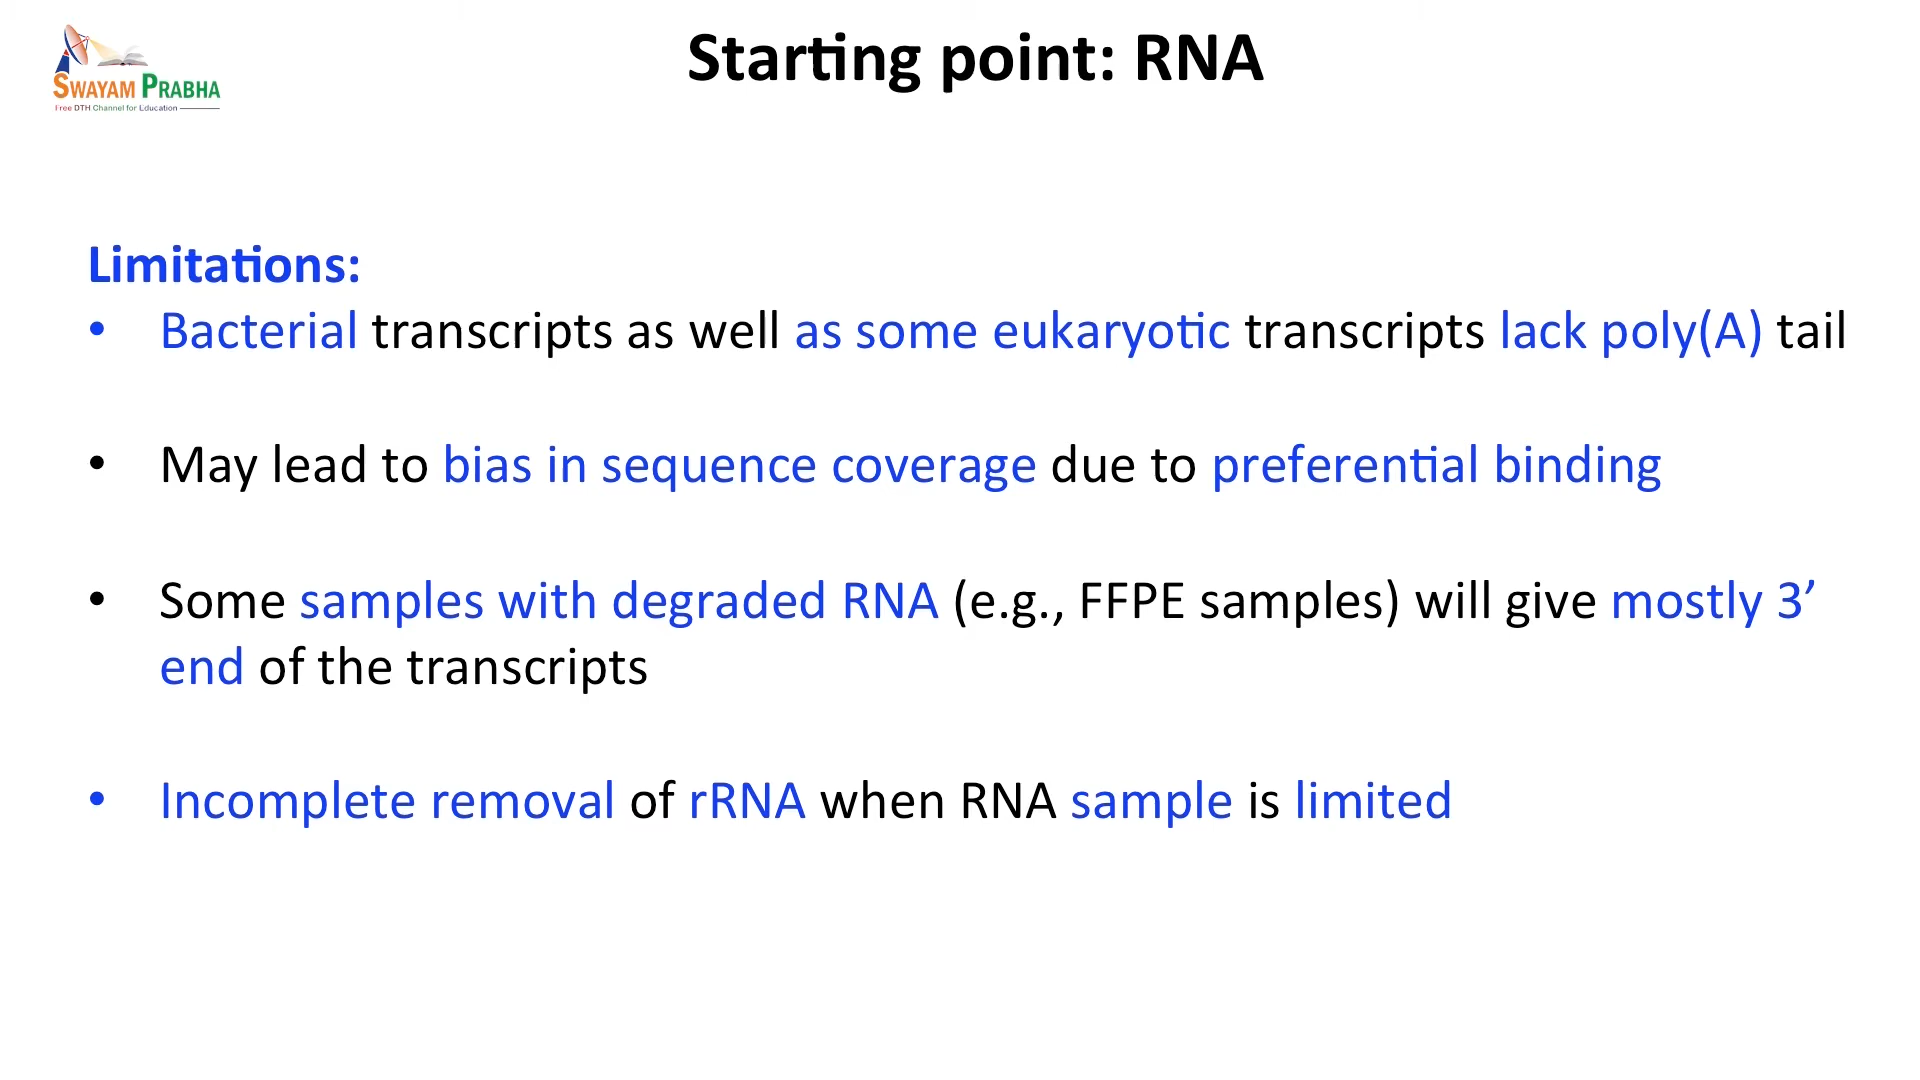 SWAYAM PRABHA
Free DTH Channel for Education
Starting point: RNA
Limitations:
• Bacterial transcripts as well as some eukaryotic transcripts lack poly(A) tail
• May lead to bias in sequence coverage due to preferential binding
• Some samples with degraded RNA (e.g., FFPE samples) will give mostly 3’
end of the transcripts
• Incomplete removal of rRNA when RNA sample is limited